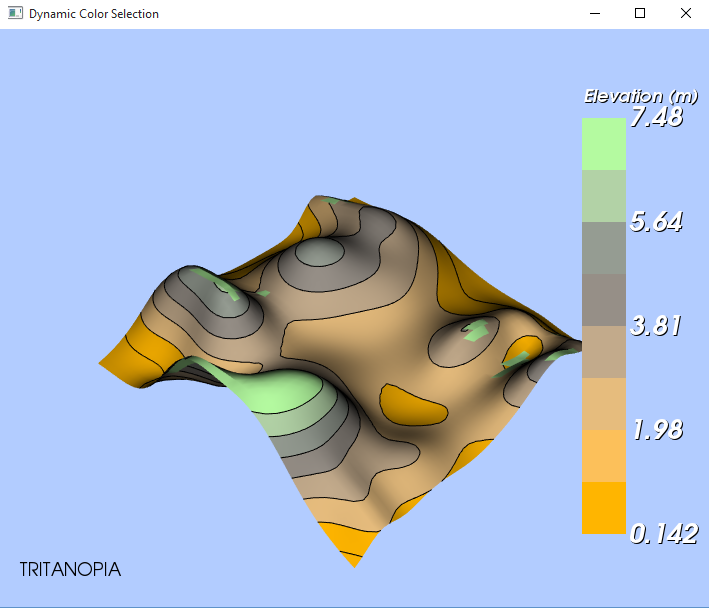 Dynamic Color Selection
Elevation (m)
7.48
5.64
3.81
1.98
0.142
TRITANOPIA